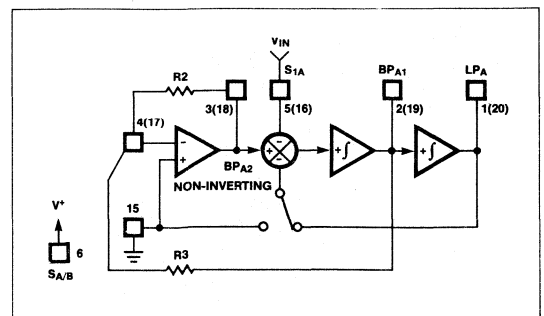 VIN
R2
S1A
BPA1
LPA
3(18)
5(16)
2(19)
1(20)
4(17)
−
+
+
−
−
+∫
+∫
BPA2
NON-INVERTING
V+
15
6
SA/B
R3